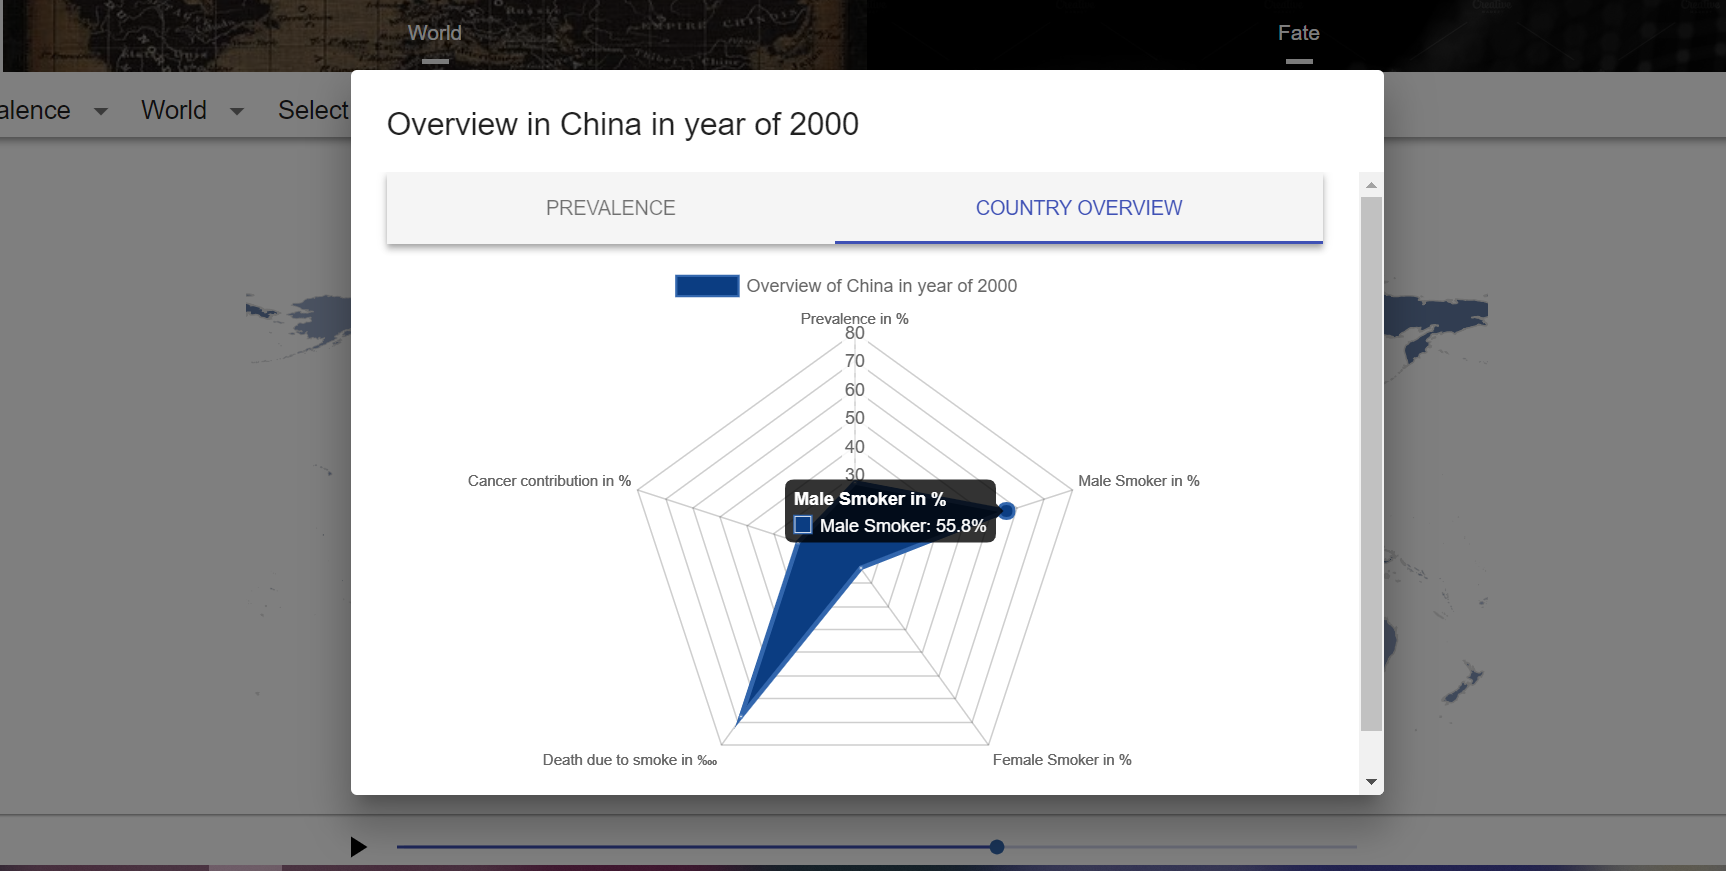 World
Fate
alence
World
Select
Overview in China in year of 2000
PREVALENCE
COUNTRY OVERVIEW
Overview of China in year of 2000
Prevalence in %
80
70
60
50
40
30
Cancer contribution in %
Male Smoker in %
Male Smoker in %
Male Smoker: 55.8%
Death due to smoke in ‱
Female Smoker in %